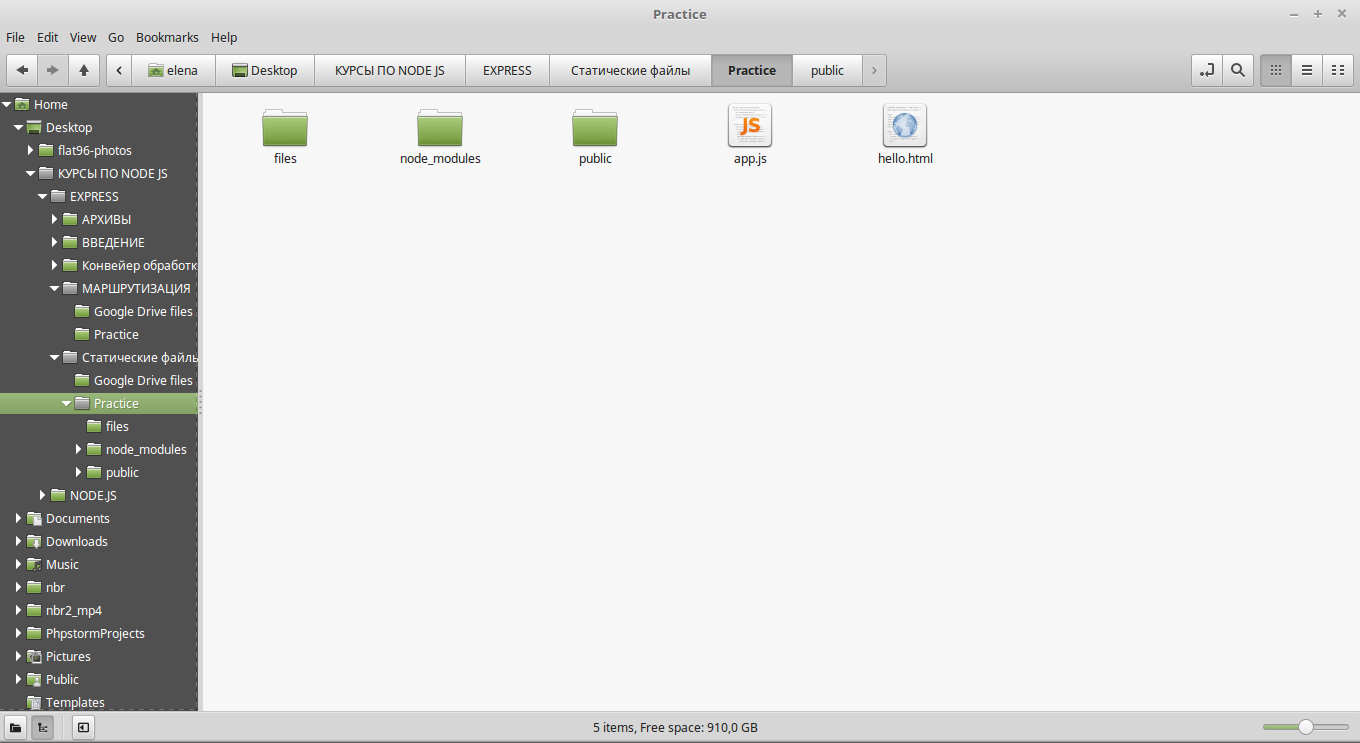 Practice
File Edit View Go Bookmarks Help
elena Desktop КУРСЫ ПО NODE JS EXPRESS Статические файлы Practice public
Home
Desktop
flat96-photos
КУРСЫ ПО NODE JS
EXPRESS
АРХИВЫ
ВВЕДЕНИЕ
Конвейер обработк
МАРШРУТИЗАЦИЯ
Google Drive files
Practice
Статические файль
Google Drive files
Practice
files
node_modules
public
NODE.JS
Documents
Downloads
Music
nbr
nbr2_mp4
PhpstormProjects
Pictures
Public
Templates
files node_modules public JS app.js hello.html
5 items, Free space: 910,0 GB